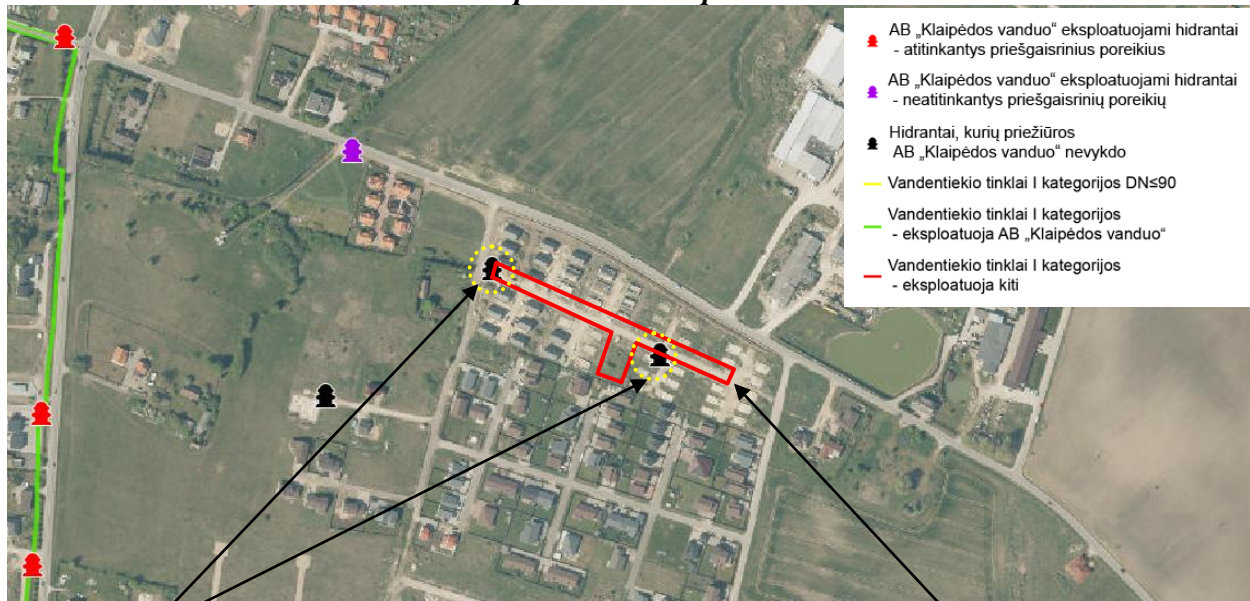 AB „Klaipėdos vanduo“ eksploatuojami hidrantai
- atitinkantys priešgaisrinius poreikius
AB „Klaipėdos vanduo“ eksploatuojami hidrantai
- neatitinkantys priešgaisrinių poreikių
Hidrantai, kurių priežiūros
AB „Klaipėdos vanduo“ nevykdo
Vandentiekio tinklai I kategorijos DN≤90
Vandentiekio tinklai I kategorijos
- eksploatuoja AB „Klaipėdos vanduo“
Vandentiekio tinklai I kategorijos
- eksploatuoja kiti